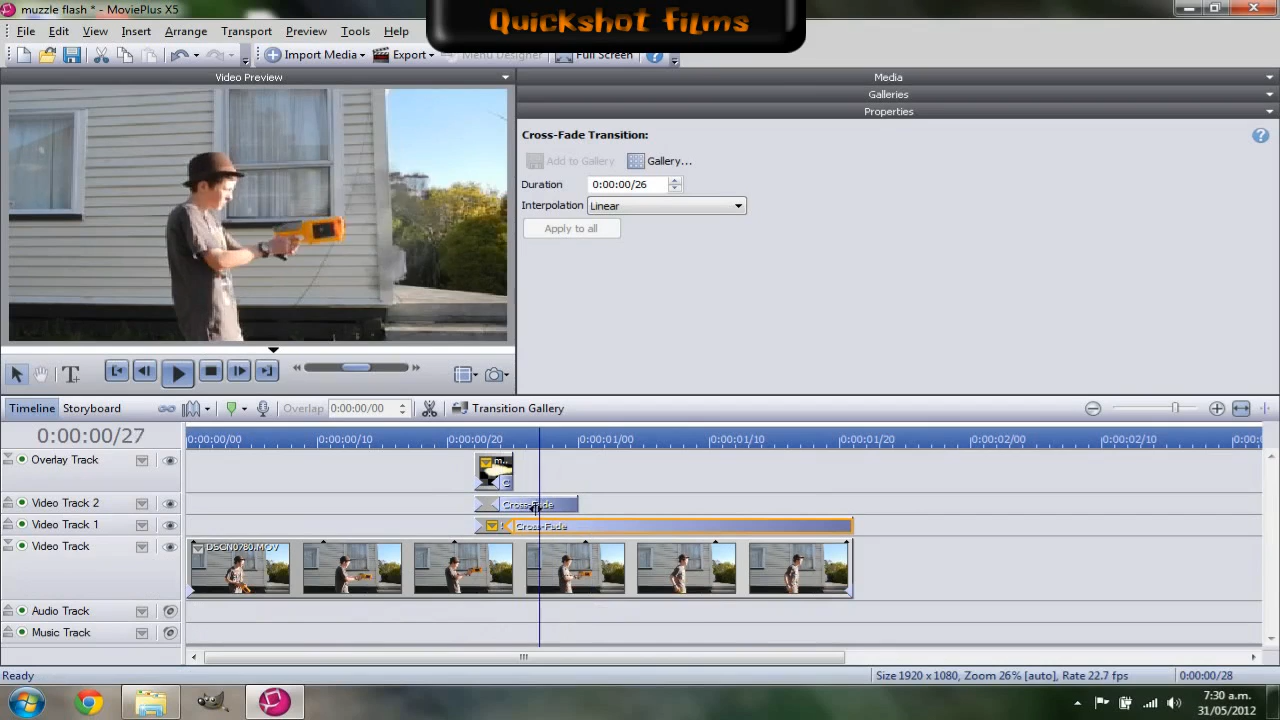 muzzle flash * - MoviePlus X5
Quickshot films
File Edit View Insert Arrange Transport Preview Tools Help
Import Media Export Menu Designer Full Screen
Video Preview
Media
Galleries
Properties
Cross-Fade Transition:
Add to Gallery Gallery...
Duration 0:00:00/26
Interpolation Linear
Apply to all
Timeline Storyboard Overlap 0:00:00/00 Transition Gallery
0:00:00/27
0:00:00/00 0:00:00/10 0:00:00/20 0:00:01/00 0:00:01/10 0:00:01/20 0:00:02/00 0:00:02/10
Overlay Track m... C
Video Track 2 Cross-Fade
Video Track 1 Cross-Fade
Video Track
DSCN0780.MOV
Audio Track
Music Track
Ready Size 1920 x 1080, Zoom 26% [auto], Rate 22.7 fps 0:00:00/28
7:30 a.m.
31/05/2012